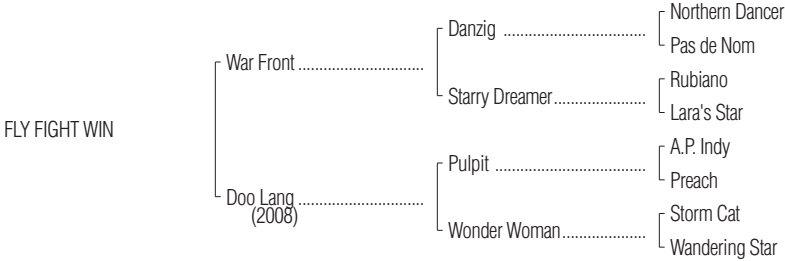 Northern Dancer
Danzig ..................................
Pas de Nom
War Front ..............................
Rubiano
Starry Dreamer......................
Lara's Star
FLY FIGHT WIN
A.P. Indy
Pulpit ....................................
Preach
Doo Lang ..............................
(2008)
Storm Cat
Wonder Woman....................
Wandering Star